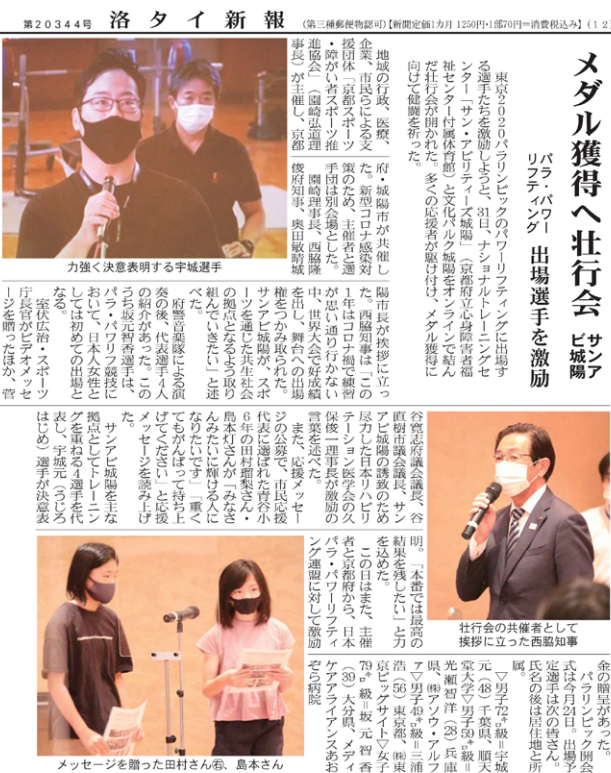 第２０３４４号
洛タイ新報
(第三種郵便物認可)【新聞定価1カ月 1250円・1部70円＝消費税込み】
(12)
メダル獲得へ壮行会
サンア
ビ城陽
パラ・パワー
リフティング
出場選手を激励
東京２０２０パラリンピックのパワーリフティングに出場す
る選手たちを激励しようと、31日、ナショナルトレーニングセ
ンター「サン・アビリティーズ城陽」（京都府立心身障害者福
祉センター付属体育館）と文化パルク城陽をオンラインで結ん
だ壮行会が開かれた。多くの応援者が駆け付け、メダル獲得に
向けて健闘を祈った。
地域の行政、医療、
企業、市民らによる支
援団体「京都スポーツ
・障がい者スポーツ推
進協会」（園崎弘道理
事長）が主催し、京都
府・城陽市が共催し
た。新型コロナ感染対
策のため、主催者と選
手団は別会場とした。
園崎理事長、西脇隆
俊府知事、奥田敏晴城
力強く決意表明する宇城選手
陽市長が挨拶に立っ
た。西脇知事は「この
１年はコロナ禍で練習
が思い通り行かない
中、世界大会で好成績
を出し、舞台への出場
権をつかみ取られた。
サンアビ城陽が、スポ
ーツを通じた共生社会
の拠点となるよう取り
組んでいきたい」と述
べた。
府警音楽隊による演
奏の後、代表選手４人
の紹介があった。この
うち坂元智香選手は、
パラ・パワリフ競技に
おいて、日本人女性と
しては初めての出場と
なる。
室伏広治・スポーツ
庁長官がビデオメッセ
ージを贈ったほか、菅
谷寛志府議会議長、谷
直樹市議会議長、サン
アビ城陽の誘致のため
尽力した日本リハビリ
テーション医学会の久
保俊一理事長が激励の
言葉を述べた。
また、応援メッセー
ジの公募で、市民応援
代表に選ばれた青谷小
６年の田村瑠梨さん・
島本灯さんが「みなさ
んみたいに輝ける人に
なりたいです」「重く
てもがんばって持ち上
げてください」と応援
メッセージを読み上げ
た。
サンアビ城陽を主な
拠点としてトレーニン
グを重ねる４選手を代
表し、宇城元（うじろ
はじめ）選手が決意表
壮行会の共催者として
挨拶に立った西脇知事
明。「本番では最高の
結果を残したい」と力
を込めた。
この日はまた、主催
者と京都府から、日本
パラ・パワーリフティ
ング連盟に対して激励
メッセージを贈った田村さん㊨、島本さん
金の贈呈があった。
パラリンピック開会
式は今月24日。出場予
定選手は次の皆さん。
氏名の後は居住地と所
属。
▽男子72㌔級＝宇城
元（48）千葉県、順天
堂大学▽男子59㌔級＝
光瀬智洋（28）兵庫
県、㈱アソウ・アルフ
ァ▽男子49㌔級＝三浦
浩（56）東京都、㈱東
京ビッグサイト▽女子
79㌔級＝坂元智香
（39）大分県、メディ
ケアアライアンスあお
ぞら病院